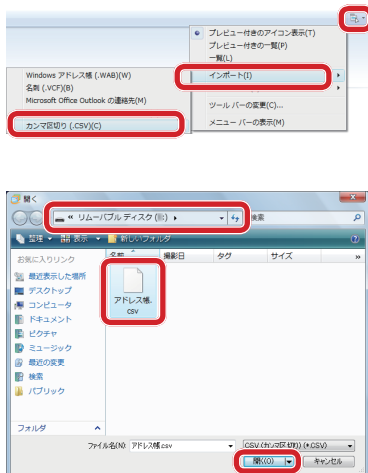 プレビュー付きのアイコン表示(T)
プレビュー付きの一覧(P)
一覧(L)
インポート(I)
ツール バーの変更(C)...
メニュー バーの表示(M)
Windows アドレス帳 (.WAB)(W)
名刺 (.VCF)(B)
Microsoft Office Outlook の連絡先(M)
カンマ区切り (.CSV)(C)
開く
« リムーバブル ディスク (I:)
検索
整理
表示
新しいフォルダ
お気に入りリンク
名前
撮影日
タグ
サイズ
»
最近表示した場所
デスクトップ
コンピュータ
ドキュメント
ピクチャ
ミュージック
最近の変更
検索
パブリック
アドレス帳.
csv
フォルダ
ファイル名(N): アドレス帳.csv
CSV (カンマ区切り) (*.CSV)
開く(O)
キャンセル